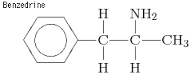 Benzedrine
H NH₂
C C CH₃
H H